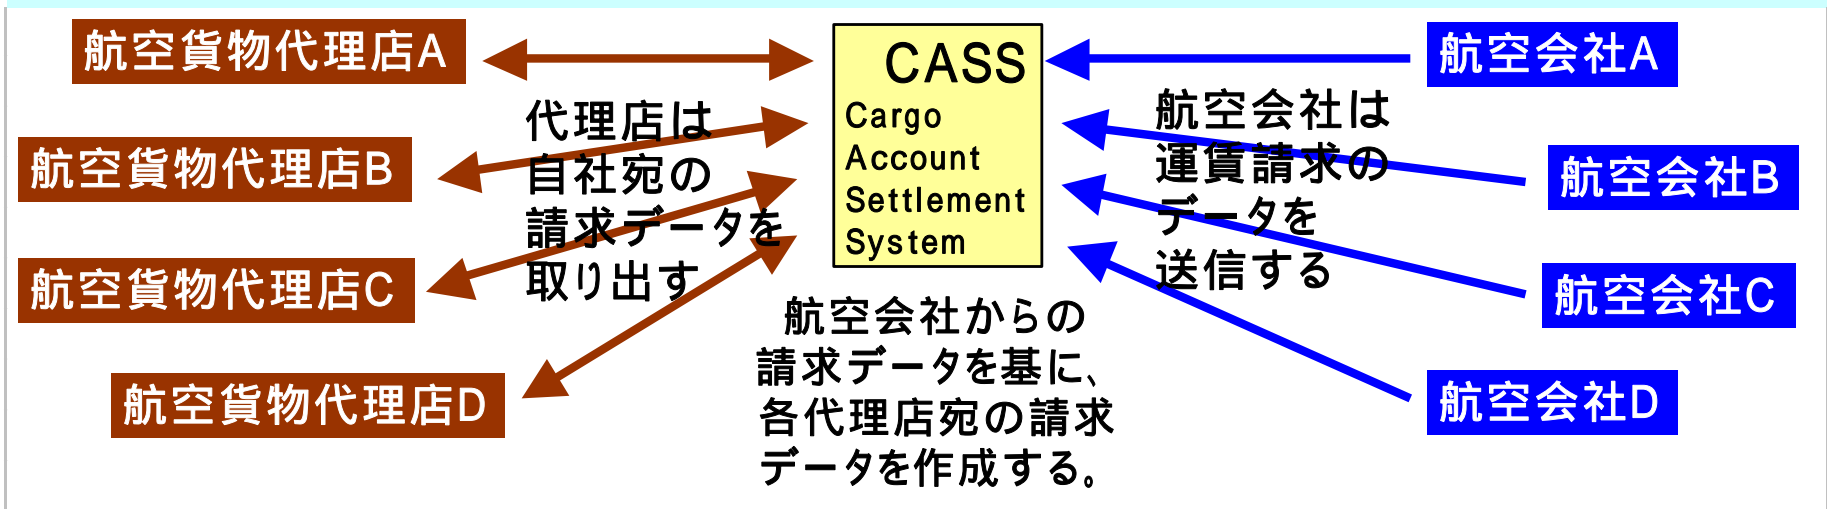 航空貨物代理店A
航空貨物代理店B
航空貨物代理店C
航空貨物代理店D
代理店は
自社宛の
請求データを
取り出す
CASS
Cargo
Account
Settlement
System
航空会社からの
請求データを基に、
各代理店宛の請求
データを作成する。
航空会社は
運賃請求の
データを
送信する
航空会社A
航空会社B
航空会社C
航空会社D